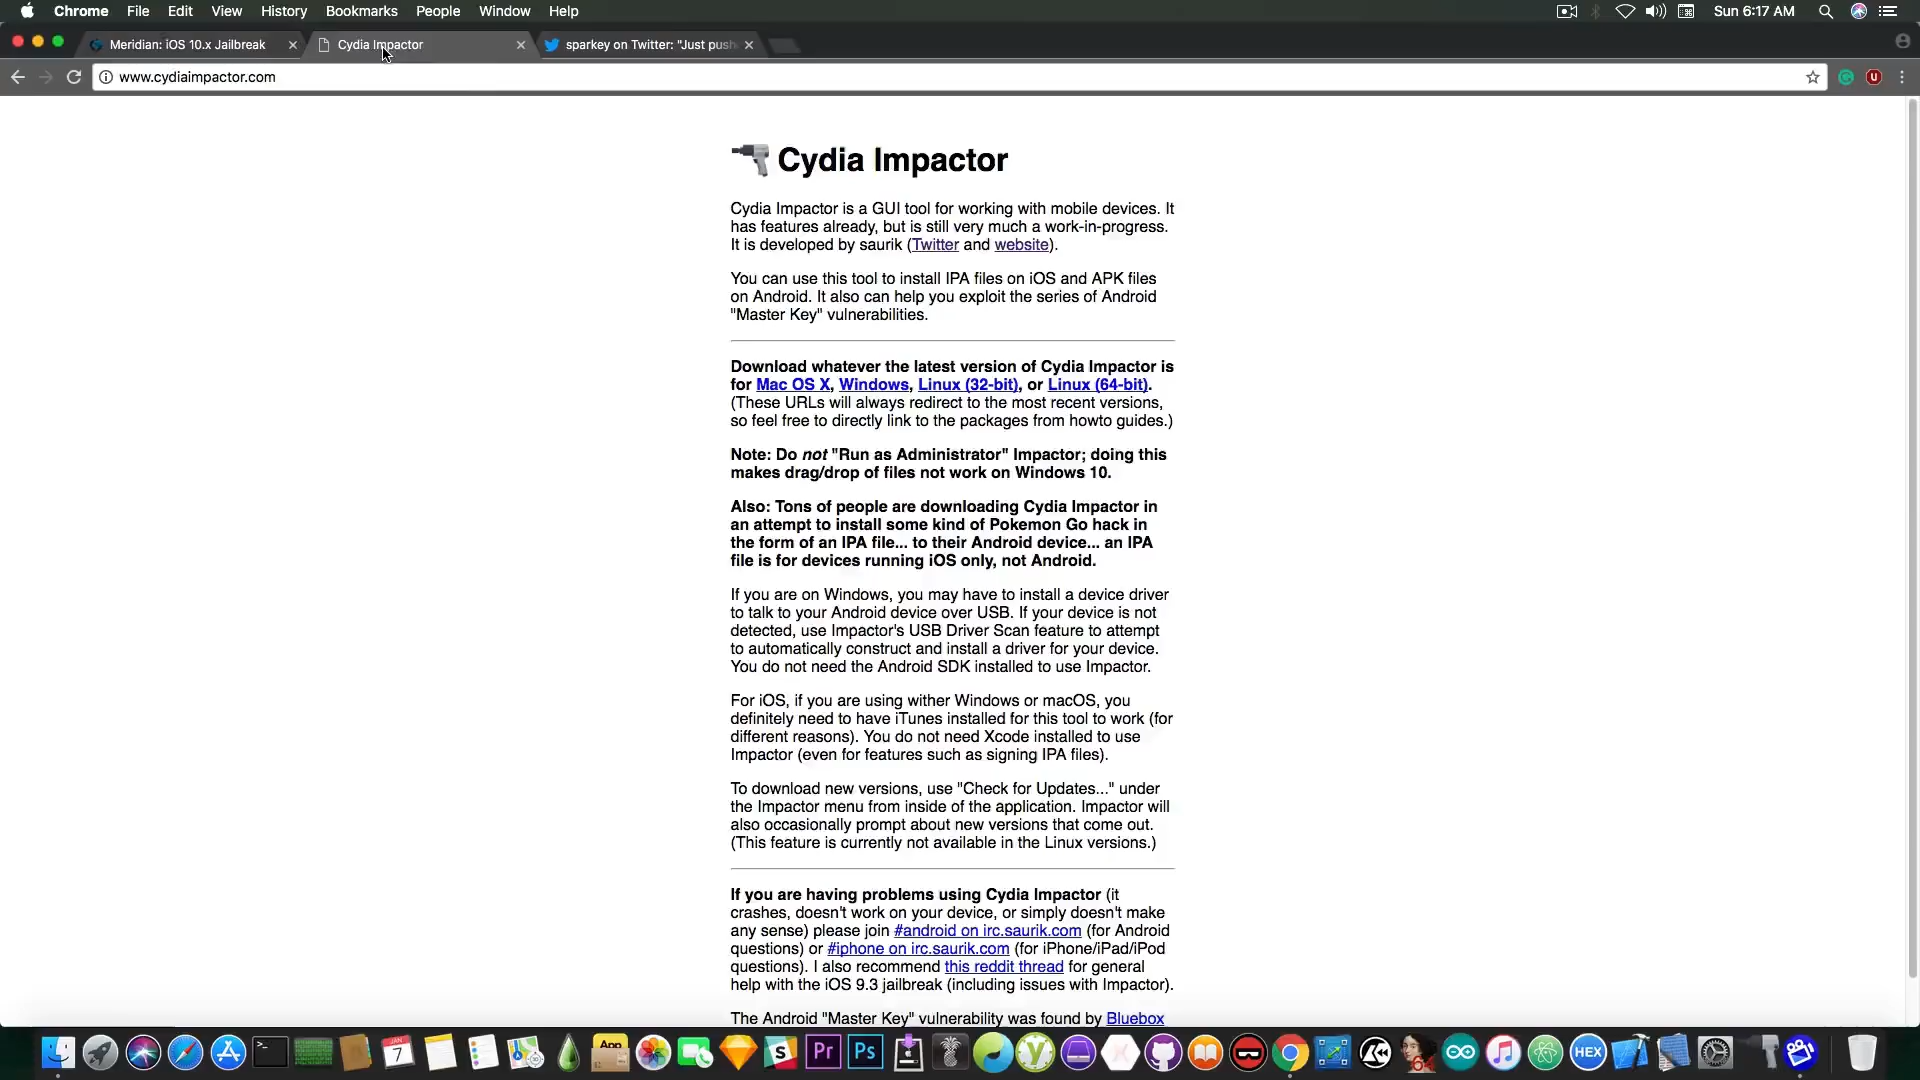 Chrome File Edit View History Bookmarks People Window Help Sun 6:17 AM
Meridian: iOS 10.x Jailbreak Cydia Impactor sparkey on Twitter: "Just push
www.cydiaimpactor.com
Cydia Impactor
Cydia Impactor is a GUI tool for working with mobile devices. It
has features already, but is still very much a work-in-progress.
It is developed by saurik (Twitter and website).
You can use this tool to install IPA files on iOS and APK files
on Android. It also can help you exploit the series of Android
"Master Key" vulnerabilities.
Download whatever the latest version of Cydia Impactor is
for Mac OS X, Windows, Linux (32-bit), or Linux (64-bit).
(These URLs will always redirect to the most recent versions,
so feel free to directly link to the packages from howto guides.)
Note: Do not "Run as Administrator" Impactor; doing this
makes drag/drop of files not work on Windows 10.
Also: Tons of people are downloading Cydia Impactor in
an attempt to install some kind of Pokemon Go hack in
the form of an IPA file... to their Android device... an IPA
file is for devices running iOS only, not Android.
If you are on Windows, you may have to install a device driver
to talk to your Android device over USB. If your device is not
detected, use Impactor's USB Driver Scan feature to attempt
to automatically construct and install a driver for your device.
You do not need the Android SDK installed to use Impactor.
For iOS, if you are using wither Windows or macOS, you
definitely need to have iTunes installed for this tool to work (for
different reasons). You do not need Xcode installed to use
Impactor (even for features such as signing IPA files).
To download new versions, use "Check for Updates..." under
the Impactor menu from inside of the application. Impactor will
also occasionally prompt about new versions that come out.
(This feature is currently not available in the Linux versions.)
If you are having problems using Cydia Impactor (it
crashes, doesn't work on your device, or simply doesn't make
any sense) please join #android on irc.saurik.com (for Android
questions) or #iphone on irc.saurik.com (for iPhone/iPad/iPod
questions). I also recommend this reddit thread for general
help with the iOS 9.3 jailbreak (including issues with Impactor).
The Android "Master Key" vulnerability was found by Bluebox
JAN 7 App Pr Ps HEX